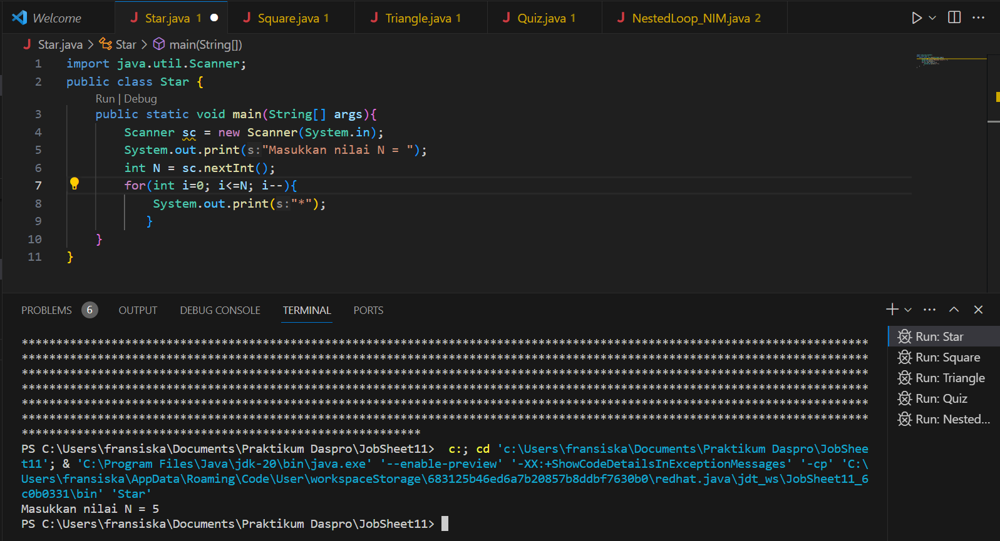 Welcome
Star.java 1
Square.java 1
Triangle.java 1
Quiz.java 1
NestedLoop_NIM.java 2
Star.java > Star > main(String[])
1 import java.util.Scanner;
2 public class Star {
Run | Debug
3 public static void main(String[] args){
4 Scanner sc = new Scanner(System.in);
5 System.out.print(s:"Masukkan nilai N = ");
6 int N = sc.nextInt();
7 for(int i=0; i<=N; i--){
8 System.out.print(s:"*");
9 }
10 }
11 }
PROBLEMS 6 OUTPUT DEBUG CONSOLE TERMINAL PORTS
***************************************************************************************************************************
***************************************************************************************************************************
***************************************************************************************************************************
***************************************************************************************************************************
***************************************************************************************************************************
***************************************************************************************************************************
**********************************************************
PS C:\Users\fransiska\Documents\Praktikum Daspro\JobSheet11>  c:; cd 'c:\Users\fransiska\Documents\Praktikum Daspro\JobShee
t11'; & 'C:\Program Files\Java\jdk-20\bin\java.exe' '--enable-preview' '-XX:+ShowCodeDetailsInExceptionMessages' '-cp' 'C:\
Users\fransiska\AppData\Roaming\Code\User\workspaceStorage\683125b46ed6a7b20857b8ddbf7630b0\redhat.java\jdt_ws\JobSheet11_6
c0b0331\bin' 'Star'
Masukkan nilai N = 5
PS C:\Users\fransiska\Documents\Praktikum Daspro\JobSheet11>
Run: Star
Run: Square
Run: Triangle
Run: Quiz
Run: Nested...